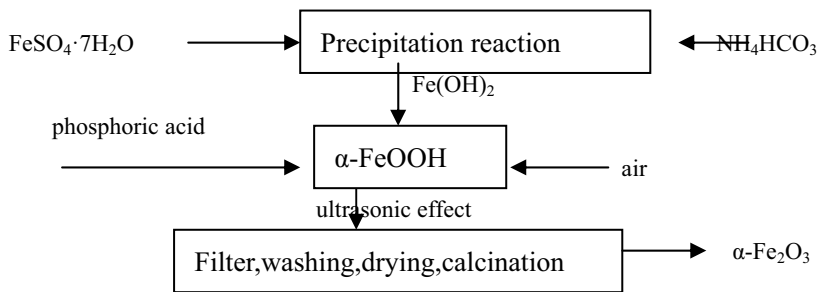 FeSO₄·7H₂O
Precipitation reaction
NH₄HCO₃
Fe(OH)₂
phosphoric acid
α-FeOOH
air
ultrasonic effect
Filter,washing,drying,calcination
α-Fe₂O₃